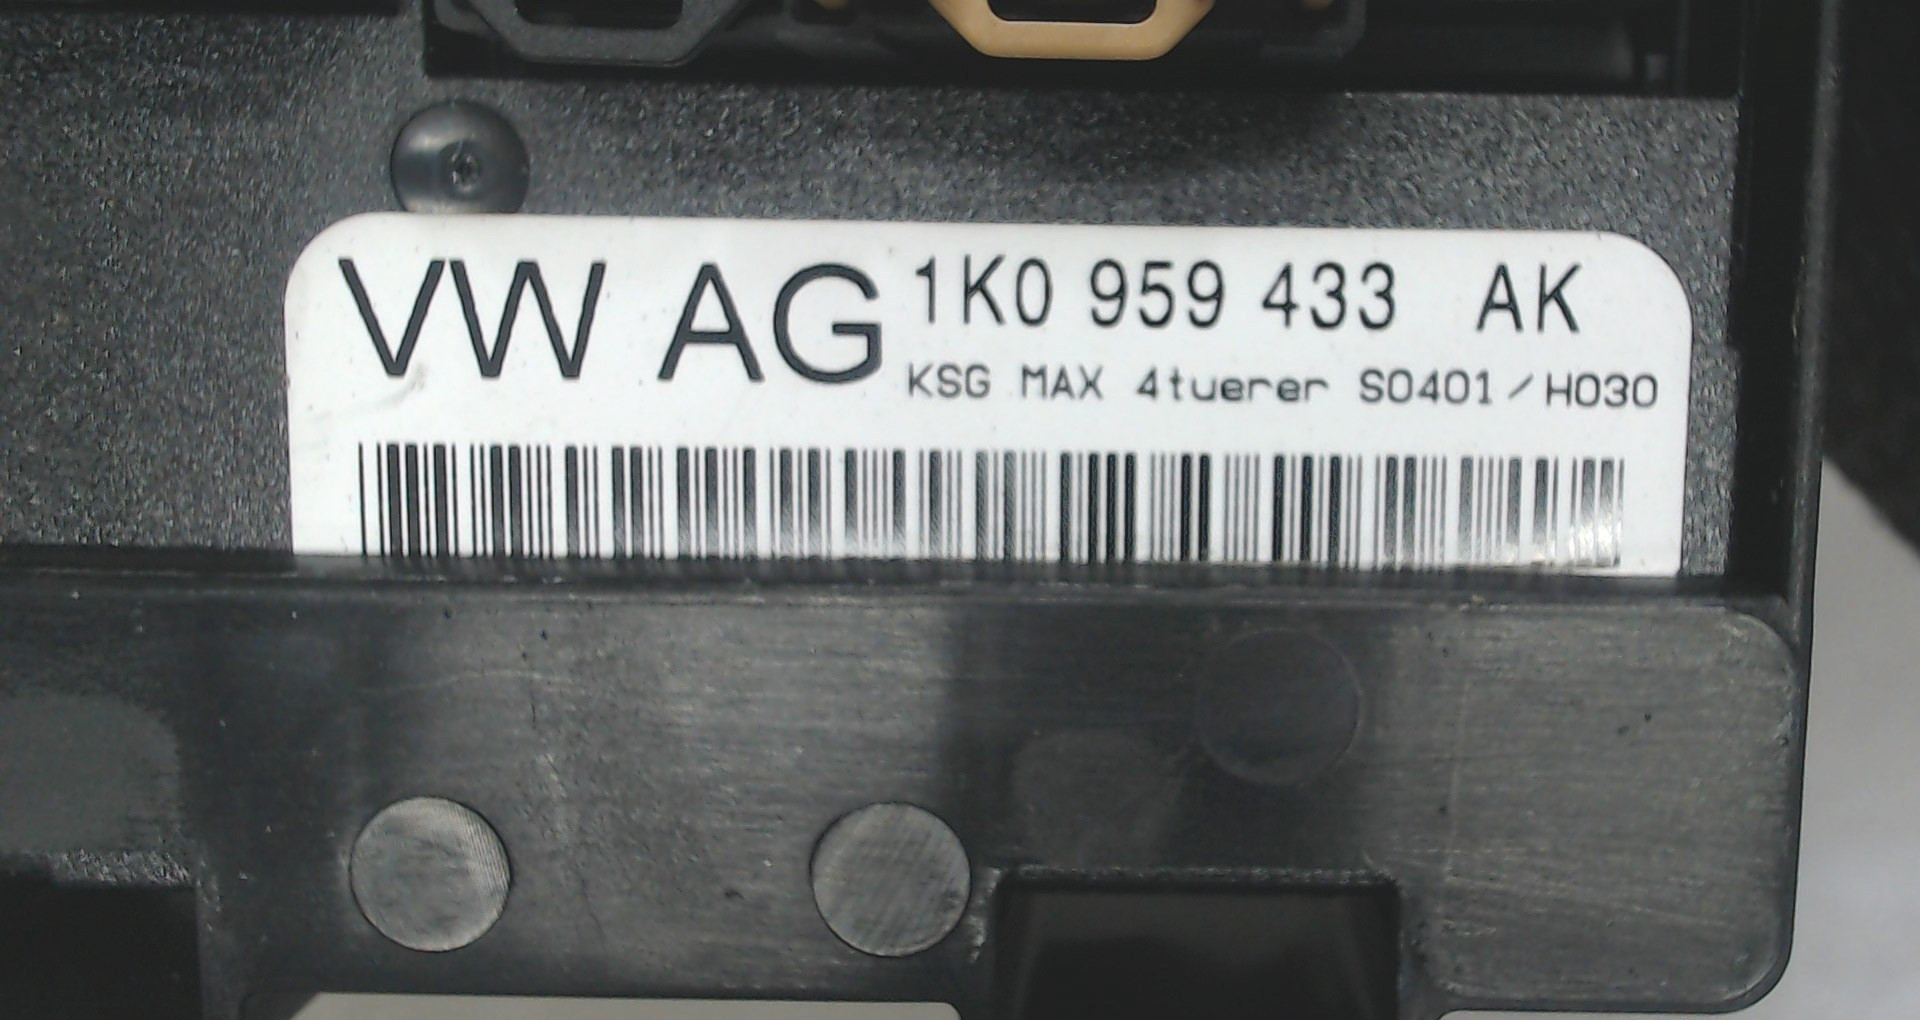 VW AG 1K0 959 433 AK
KSG MAX 4tuerer S0401/H030